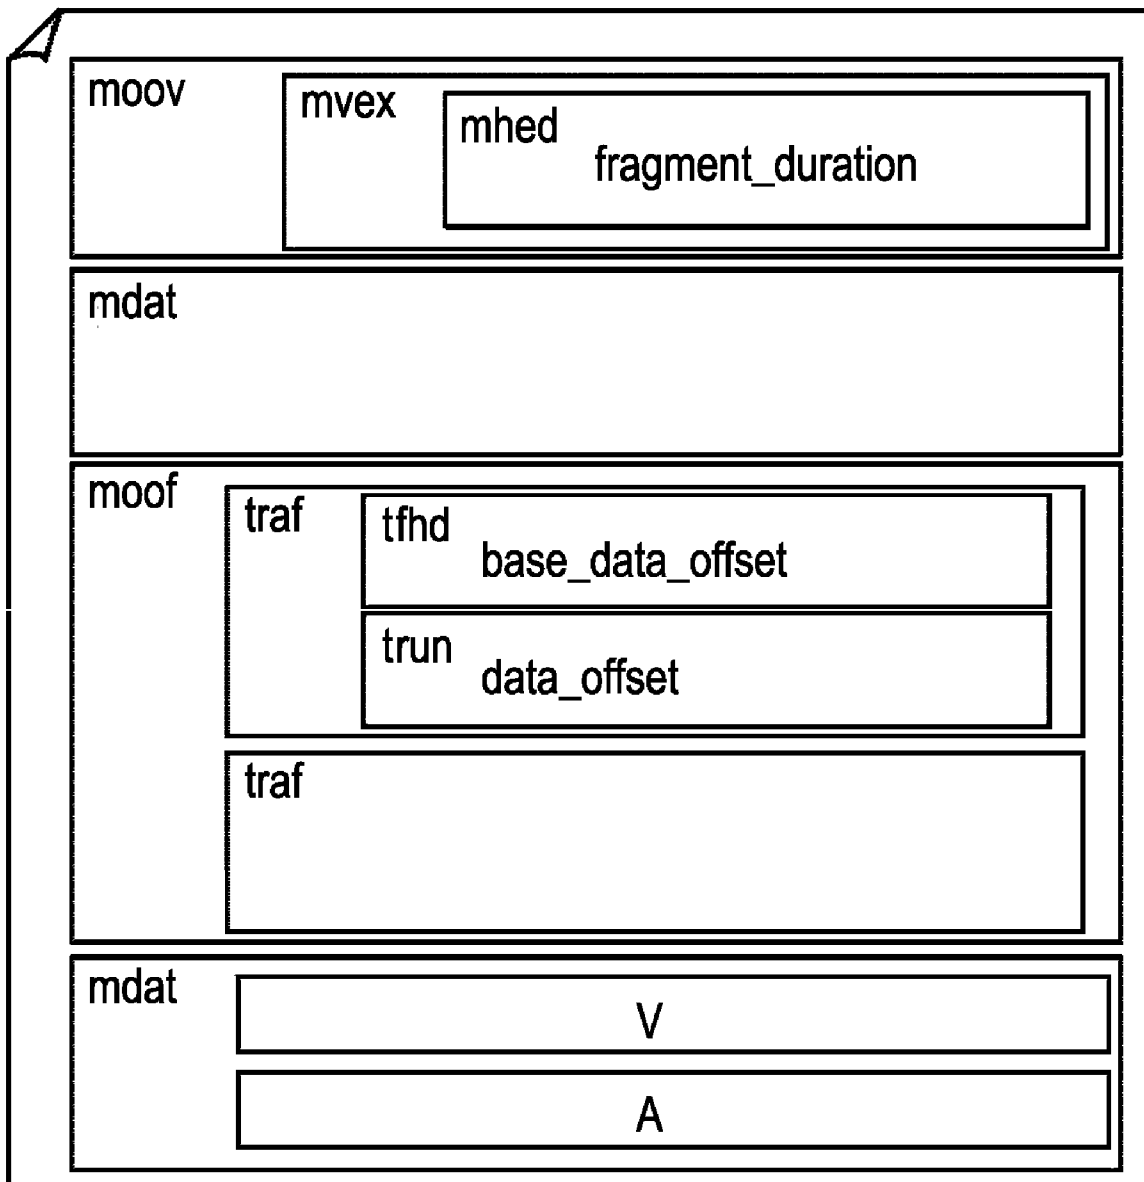 moov
mvex
mhed
fragment_duration
mdat
moof
traf
tfhd
base_data_offset
trun
data_offset
traf
mdat
V
A